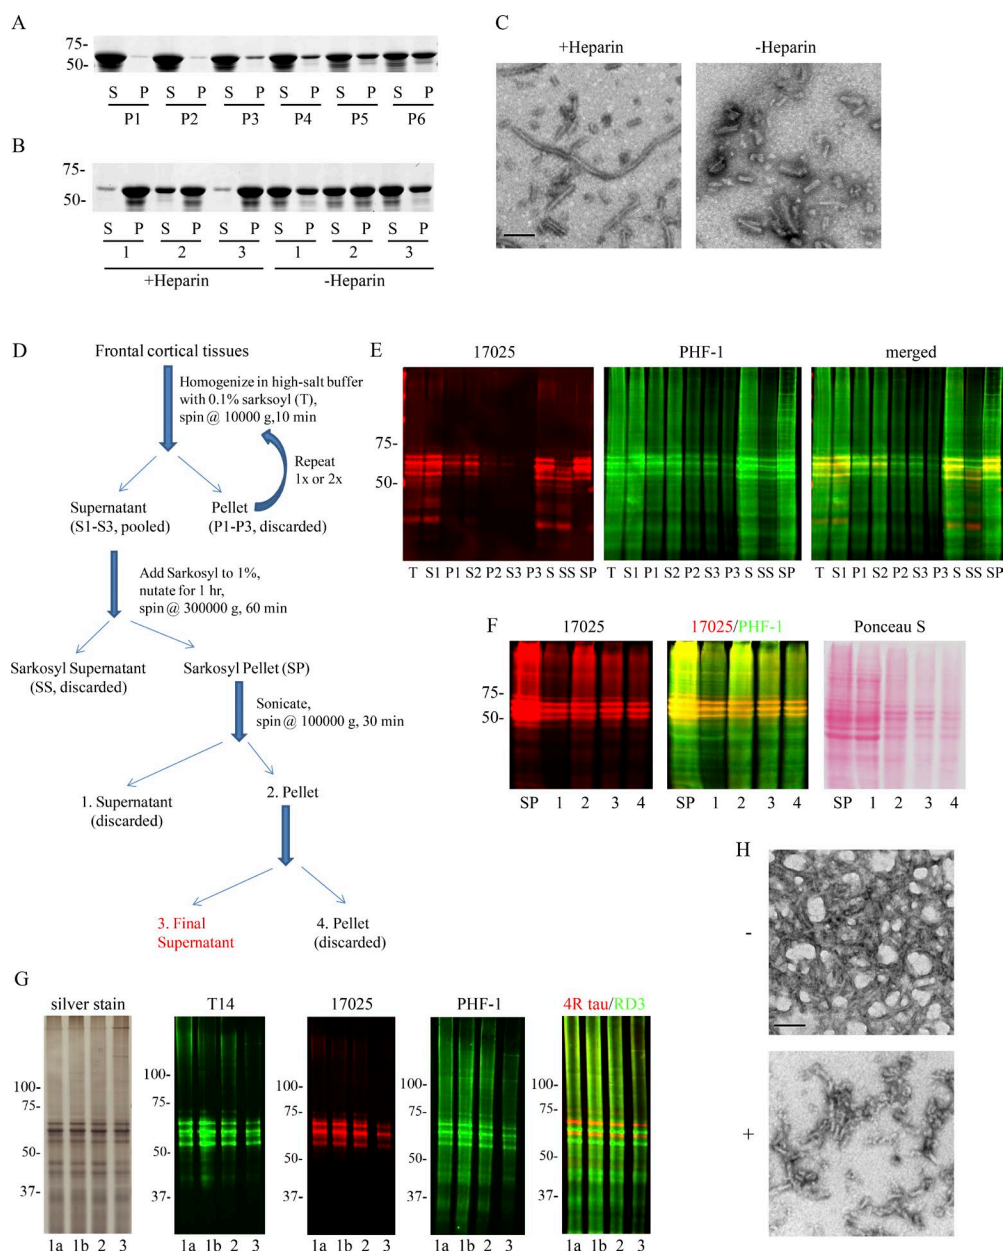 A
75-
50-
S P S P S P S P S P S P
P1 P2 P3 P4 P5 P6
B
75-
50-
S P S P S P S P S P S P
1 2 3 1 2 3
+Heparin -Heparin
C
+Heparin -Heparin
D
Frontal cortical tissues
Homogenize in high-salt buffer
with 0.1% sarksoyl (T),
spin @ 10000 g,10 min
Repeat
1x or 2x
Supernatant
(S1-S3, pooled)
Pellet
(P1-P3, discarded)
Add Sarkosyl to 1%,
nutate for 1 hr,
spin @ 300000 g, 60 min
Sarkosyl Supernatant
(SS, discarded)
Sarkosyl Pellet (SP)
Sonicate,
spin @ 100000 g, 30 min
1. Supernatant
(discarded)
2. Pellet
3. Final
Supernatant
4. Pellet
(discarded)
E
17025 PHF-1 merged
75-
50-
T S1 P1 S2 P2 S3 P3 S SS SP
T S1 P1 S2 P2 S3 P3 S SS SP
T S1 P1 S2 P2 S3 P3 S SS SP
F
17025 17025/PHF-1 Ponceau S
75-
50-
SP 1 2 3 4
SP 1 2 3 4
SP 1 2 3 4
G
silver stain T14 17025 PHF-1 4R tau/RD3
100-
75-
50-
37-
100-
75-
50-
37-
100-
75-
50-
37-
100-
75-
50-
37-
100-
75-
50-
37-
1a 1b 2 3
1a 1b 2 3
1a 1b 2 3
1a 1b 2 3
1a 1b 2 3
H
-
+